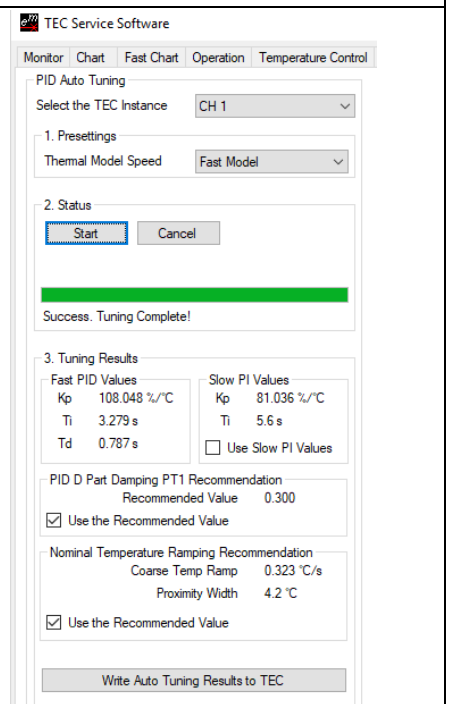 TEC Service Software
Monitor Chart Fast Chart Operation Temperature Control
PID Auto Tuning
Select the TEC Instance CH 1
1. Presettings
Thermal Model Speed Fast Model
2. Status
Start Cancel
Success. Tuning Complete!
3. Tuning Results
Fast PID Values Slow PI Values
Kp 108.048 %/°C Kp 81.036 %/°C
Ti 3.279 s Ti 5.6 s
Td 0.787 s Use Slow PI Values
PID D Part Damping PT1 Recommendation
Recommended Value 0.300
Use the Recommended Value
Nominal Temperature Ramping Recommendation
Coarse Temp Ramp 0.323 °C/s
Proximity Width 4.2 °C
Use the Recommended Value
Write Auto Tuning Results to TEC